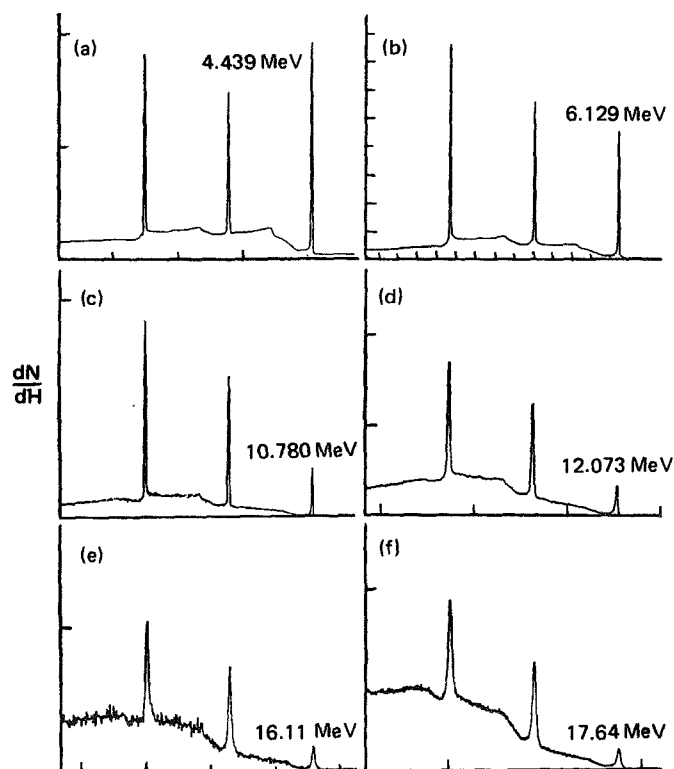 (a)
4.439 MeV
(b)
6.129 MeV
(c)
10.780 MeV
(d)
12.073 MeV
dN
dH
(e)
16.11 MeV
(f)
17.64 MeV